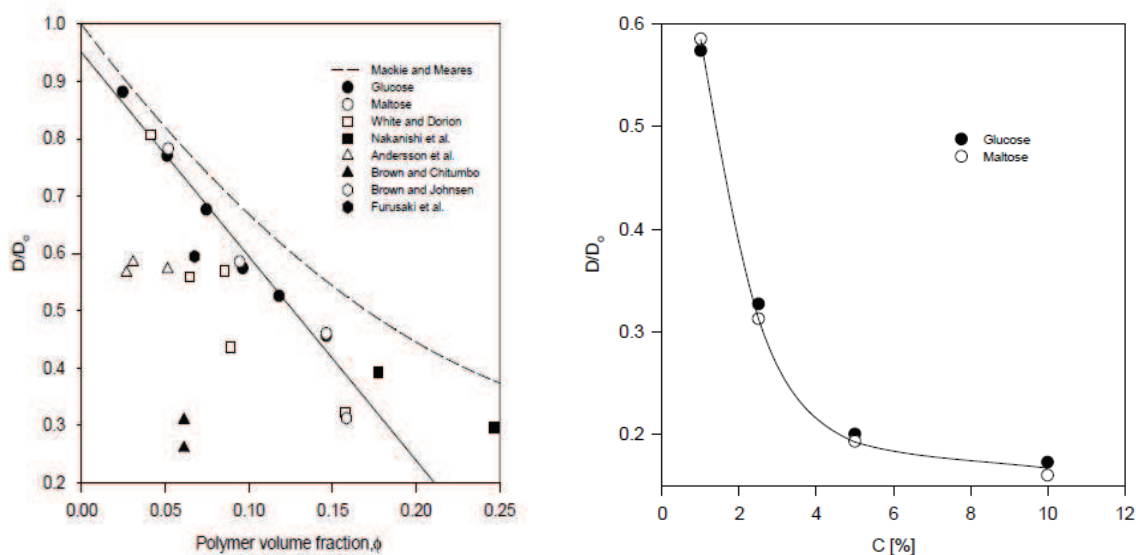 1.0
0.9
0.8
0.7
0.6
0.5
0.4
0.3
0.2
D/Do
0.00
0.05
0.10
0.15
0.20
0.25
Polymer volume fraction,ϕ
Mackie and Meares
Glucose
Maltose
White and Dorion
Nakanishi et al.
Andersson et al.
Brown and Chitumbo
Brown and Johnsen
Furusaki et al.
0.6
0.5
0.4
0.3
0.2
D/Do
0
2
4
6
8
10
12
C [%]
Glucose
Maltose